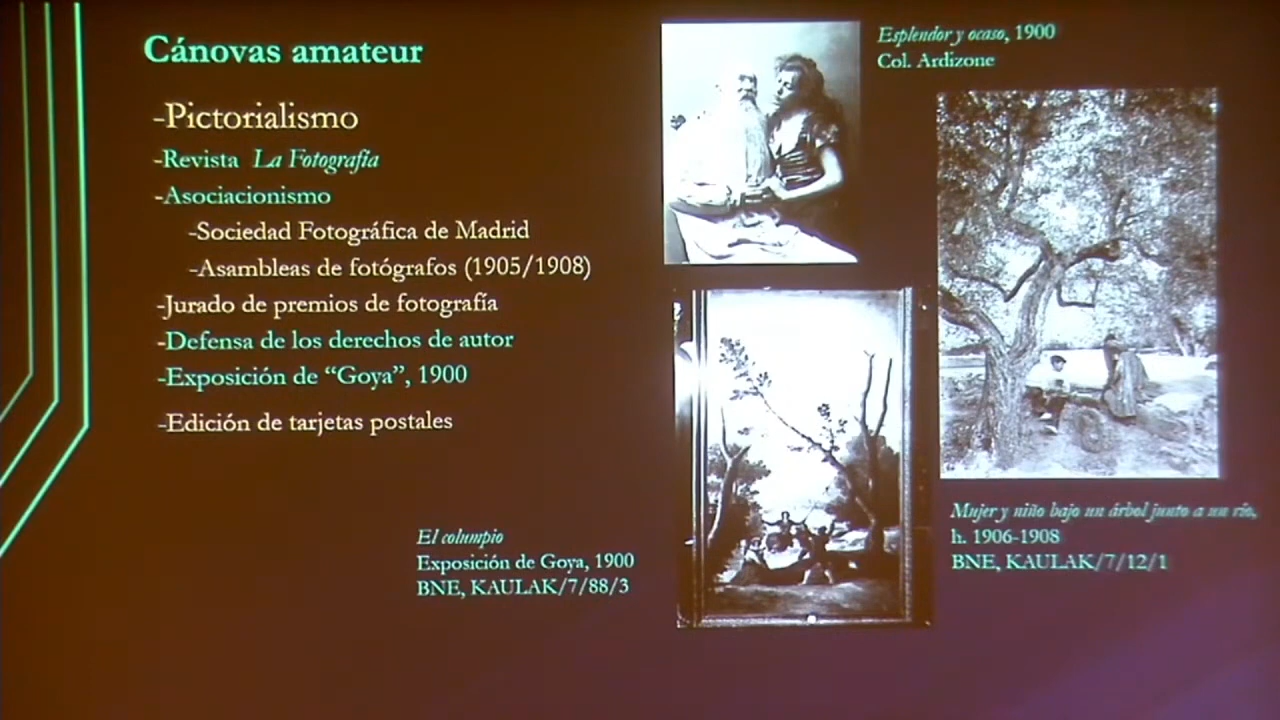 Cánovas amateur
-Pictorialismo
-Revista La Fotografía
-Asociacionismo
-Sociedad Fotográfica de Madrid
-Asambleas de fotógrafos (1905/1908)
-Jurado de premios de fotografía
-Defensa de los derechos de autor
-Exposición de “Goya”, 1900
-Edición de tarjetas postales
Esplendor y ocaso, 1900
Col. Ardizone
El columpio
Exposición de Goya, 1900
BNE, KAULAK/7/88/3
Mujer y niño bajo un árbol junto a un río,
h. 1906-1908
BNE, KAULAK/7/12/1